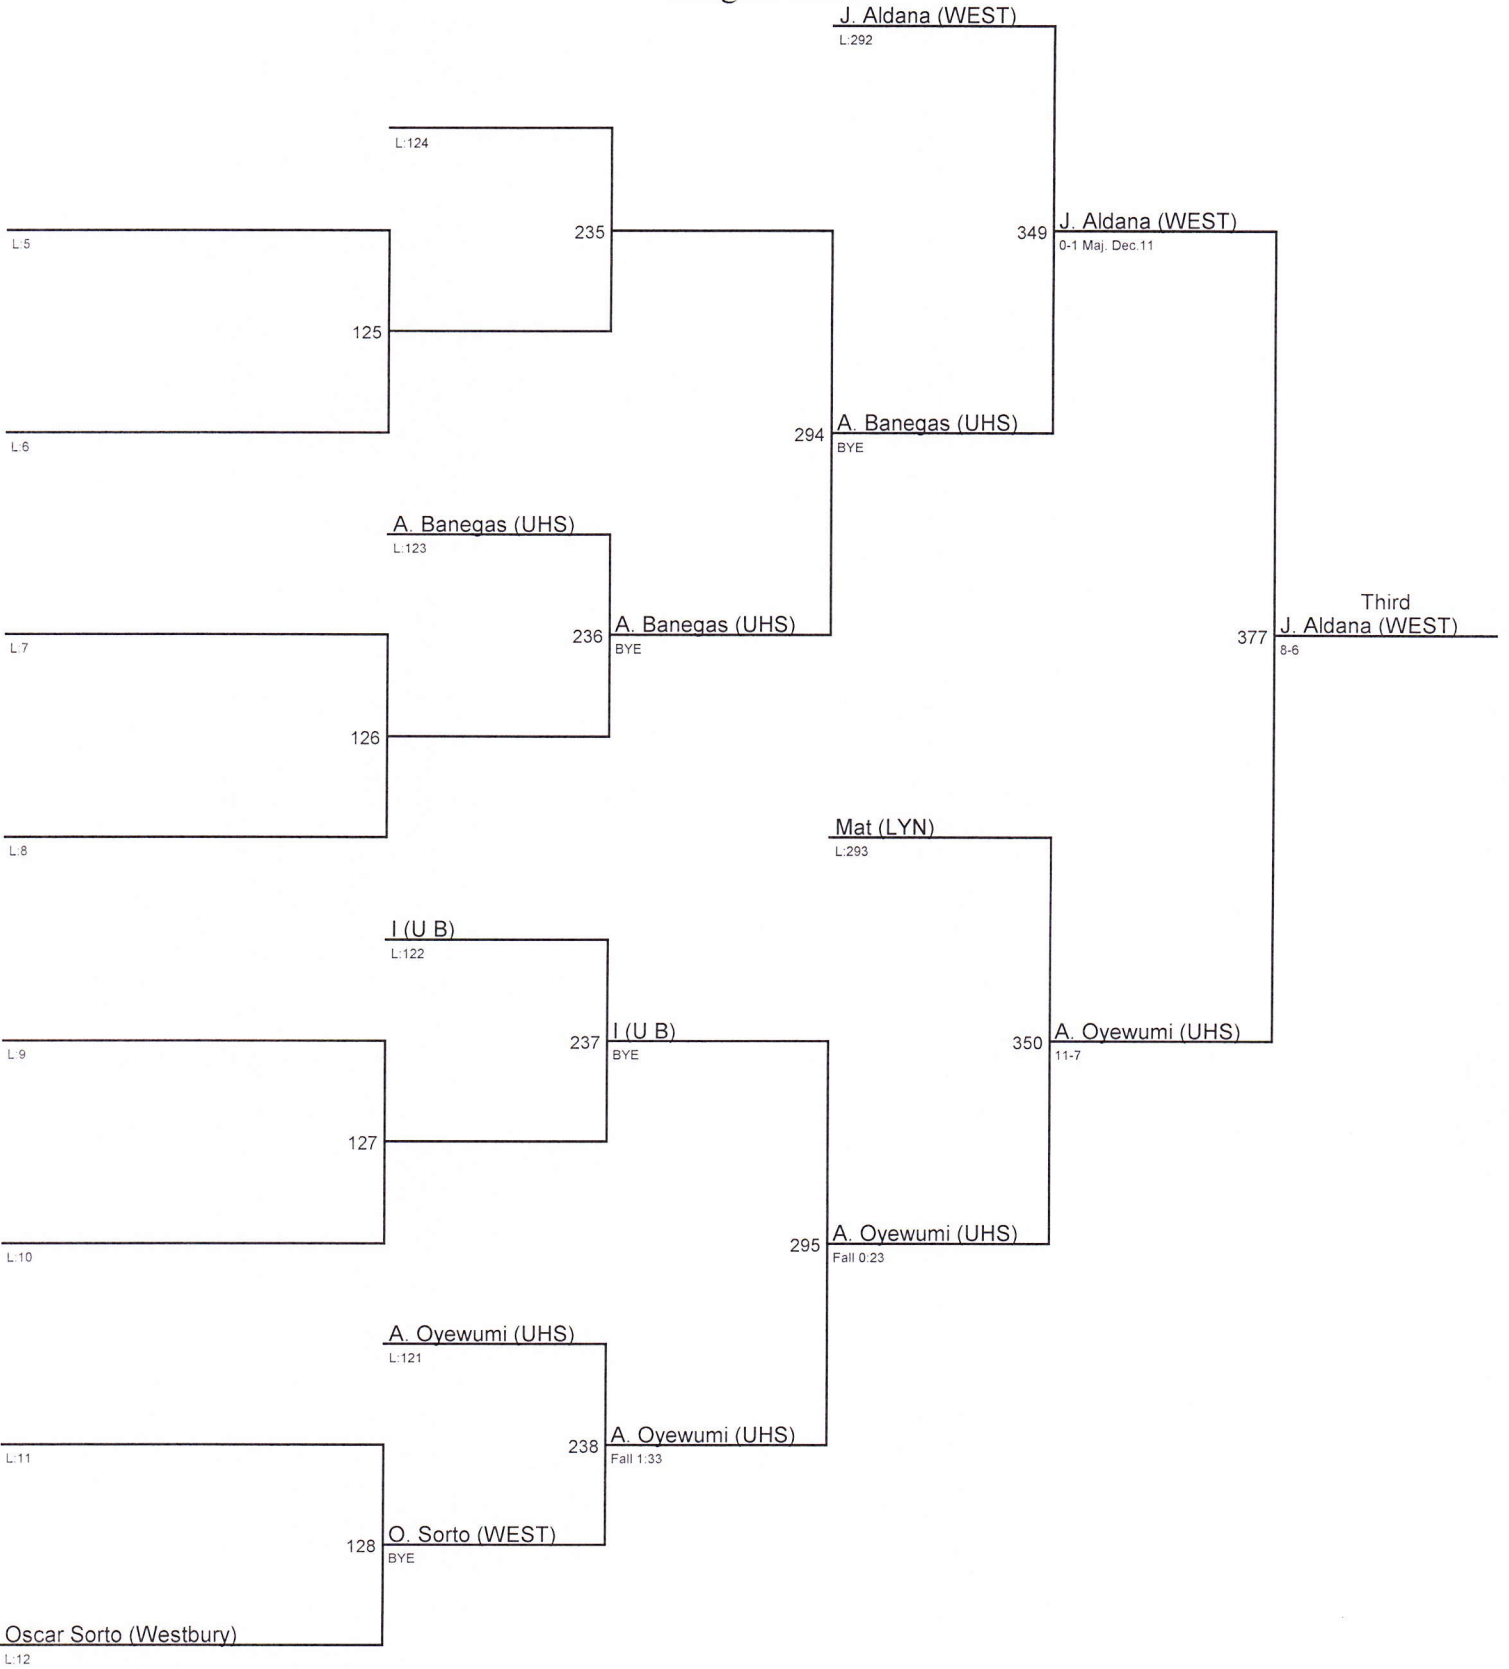 J. Aldana (WEST)
L:292
L:124
L:5
235
349
J. Aldana (WEST)
0-1 Maj. Dec.11
125
L:6
294
A. Banegas (UHS)
BYE
A. Banegas (UHS)
L:123
L:7
236
A. Banegas (UHS)
BYE
Third
377
J. Aldana (WEST)
8-6
126
L:8
Mat (LYN)
L:293
I (U B)
L:122
L:9
237
I (U B)
BYE
350
A. Oyewumi (UHS)
11-7
127
L:10
295
A. Oyewumi (UHS)
Fall 0:23
A. Oyewumi (UHS)
L:121
L:11
238
A. Oyewumi (UHS)
Fall 1:33
128
O. Sorto (WEST)
BYE
Oscar Sorto (Westbury)
L:12